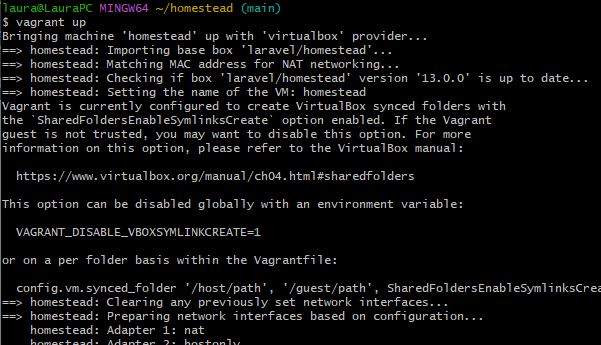 laura@LauraPC MINGW64 ~/homestead (main)
$ vagrant up
Bringing machine 'homestead' up with 'virtualbox' provider...
==> homestead: Importing base box 'laravel/homestead'...
==> homestead: Matching MAC address for NAT networking...
==> homestead: Checking if box 'laravel/homestead' version '13.0.0' is up to date...
==> homestead: Setting the name of the VM: homestead
Vagrant is currently configured to create VirtualBox synced folders with
the `SharedFoldersEnableSymlinksCreate` option enabled. If the Vagrant
guest is not trusted, you may want to disable this option. For more
information on this option, please refer to the VirtualBox manual:
https://www.virtualbox.org/manual/ch04.html#sharedfolders
This option can be disabled globally with an environment variable:
VAGRANT_DISABLE_VBOXSYMLINKCREATE=1
or on a per folder basis within the Vagrantfile:
config.vm.synced_folder '/host/path', '/guest/path', SharedFoldersEnableSymlinksCrea
==> homestead: Clearing any previously set network interfaces...
==> homestead: Preparing network interfaces based on configuration...
homestead: Adapter 1: nat
homestead: Adapter 2: hostonly